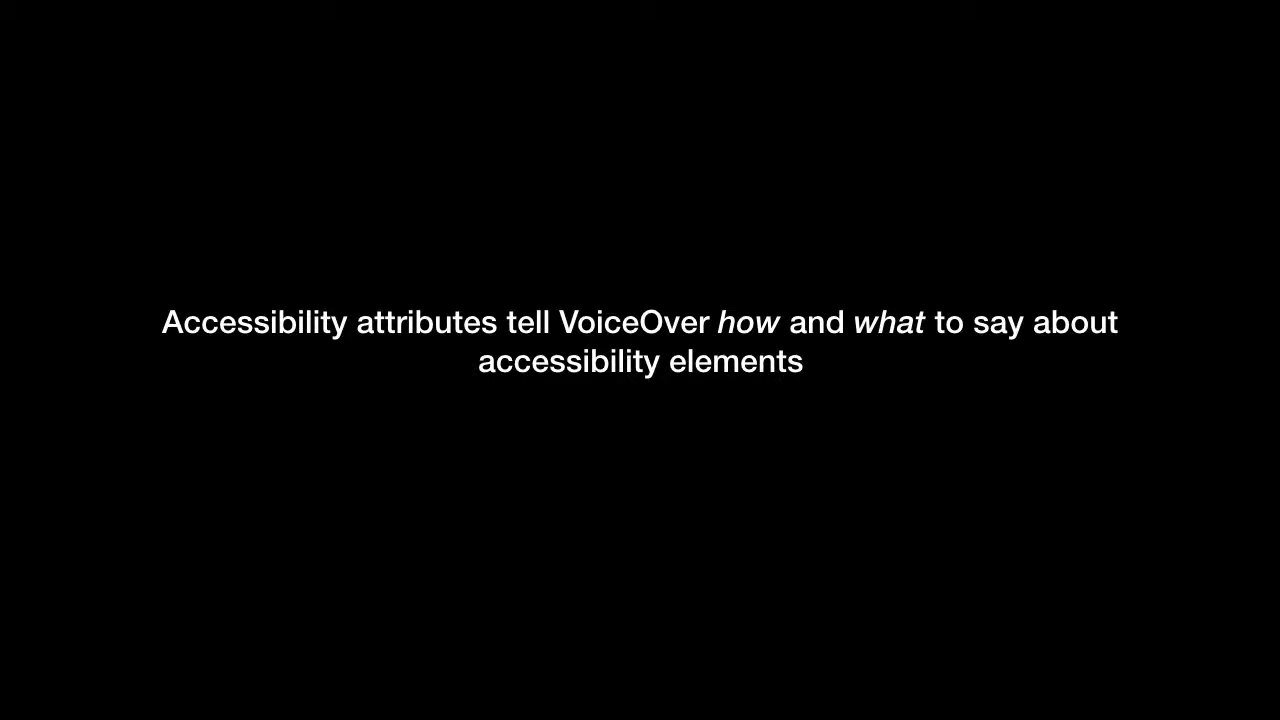 Accessibility attributes tell VoiceOver how and what to say about
accessibility elements